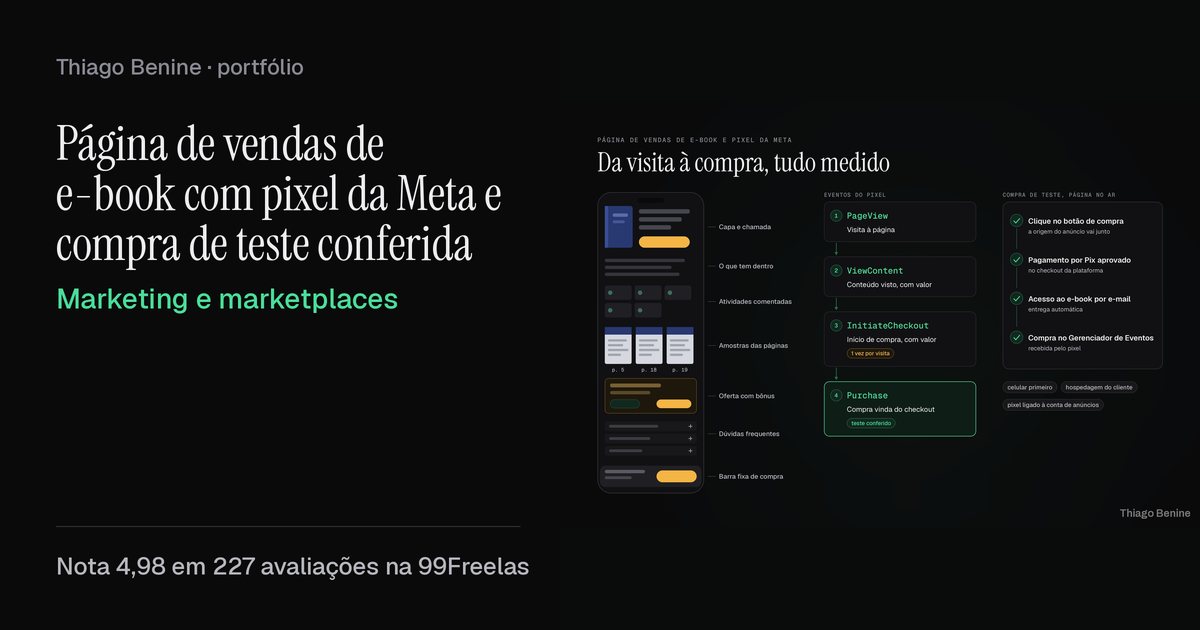 Thiago Benine · portfólio
Página de vendas de
e-book com pixel da Meta e
compra de teste conferida
Marketing e marketplaces
Nota 4,98 em 227 avaliações na 99Freelas
PÁGINA DE VENDAS DE E-BOOK E PIXEL DA META
Da visita à compra, tudo medido
p. 5
p. 18
p. 19
Capa e chamada
O que tem dentro
Atividades comentadas
Amostras das páginas
Oferta com bônus
Dúvidas frequentes
Barra fixa de compra
EVENTOS DO PIXEL
1 PageView
Visita à página
2 ViewContent
Conteúdo visto, com valor
3 InitiateCheckout
Início de compra, com valor
1 vez por visita
4 Purchase
Compra vinda do checkout
teste conferido
COMPRA DE TESTE, PÁGINA NO AR
Clique no botão de compra
a origem do anúncio vai junto
Pagamento por Pix aprovado
no checkout da plataforma
Acesso ao e-book por e-mail
entrega automática
Compra no Gerenciador de Eventos
recebida pelo pixel
celular primeiro
hospedagem do cliente
pixel ligado à conta de anúncios
Thiago Benine